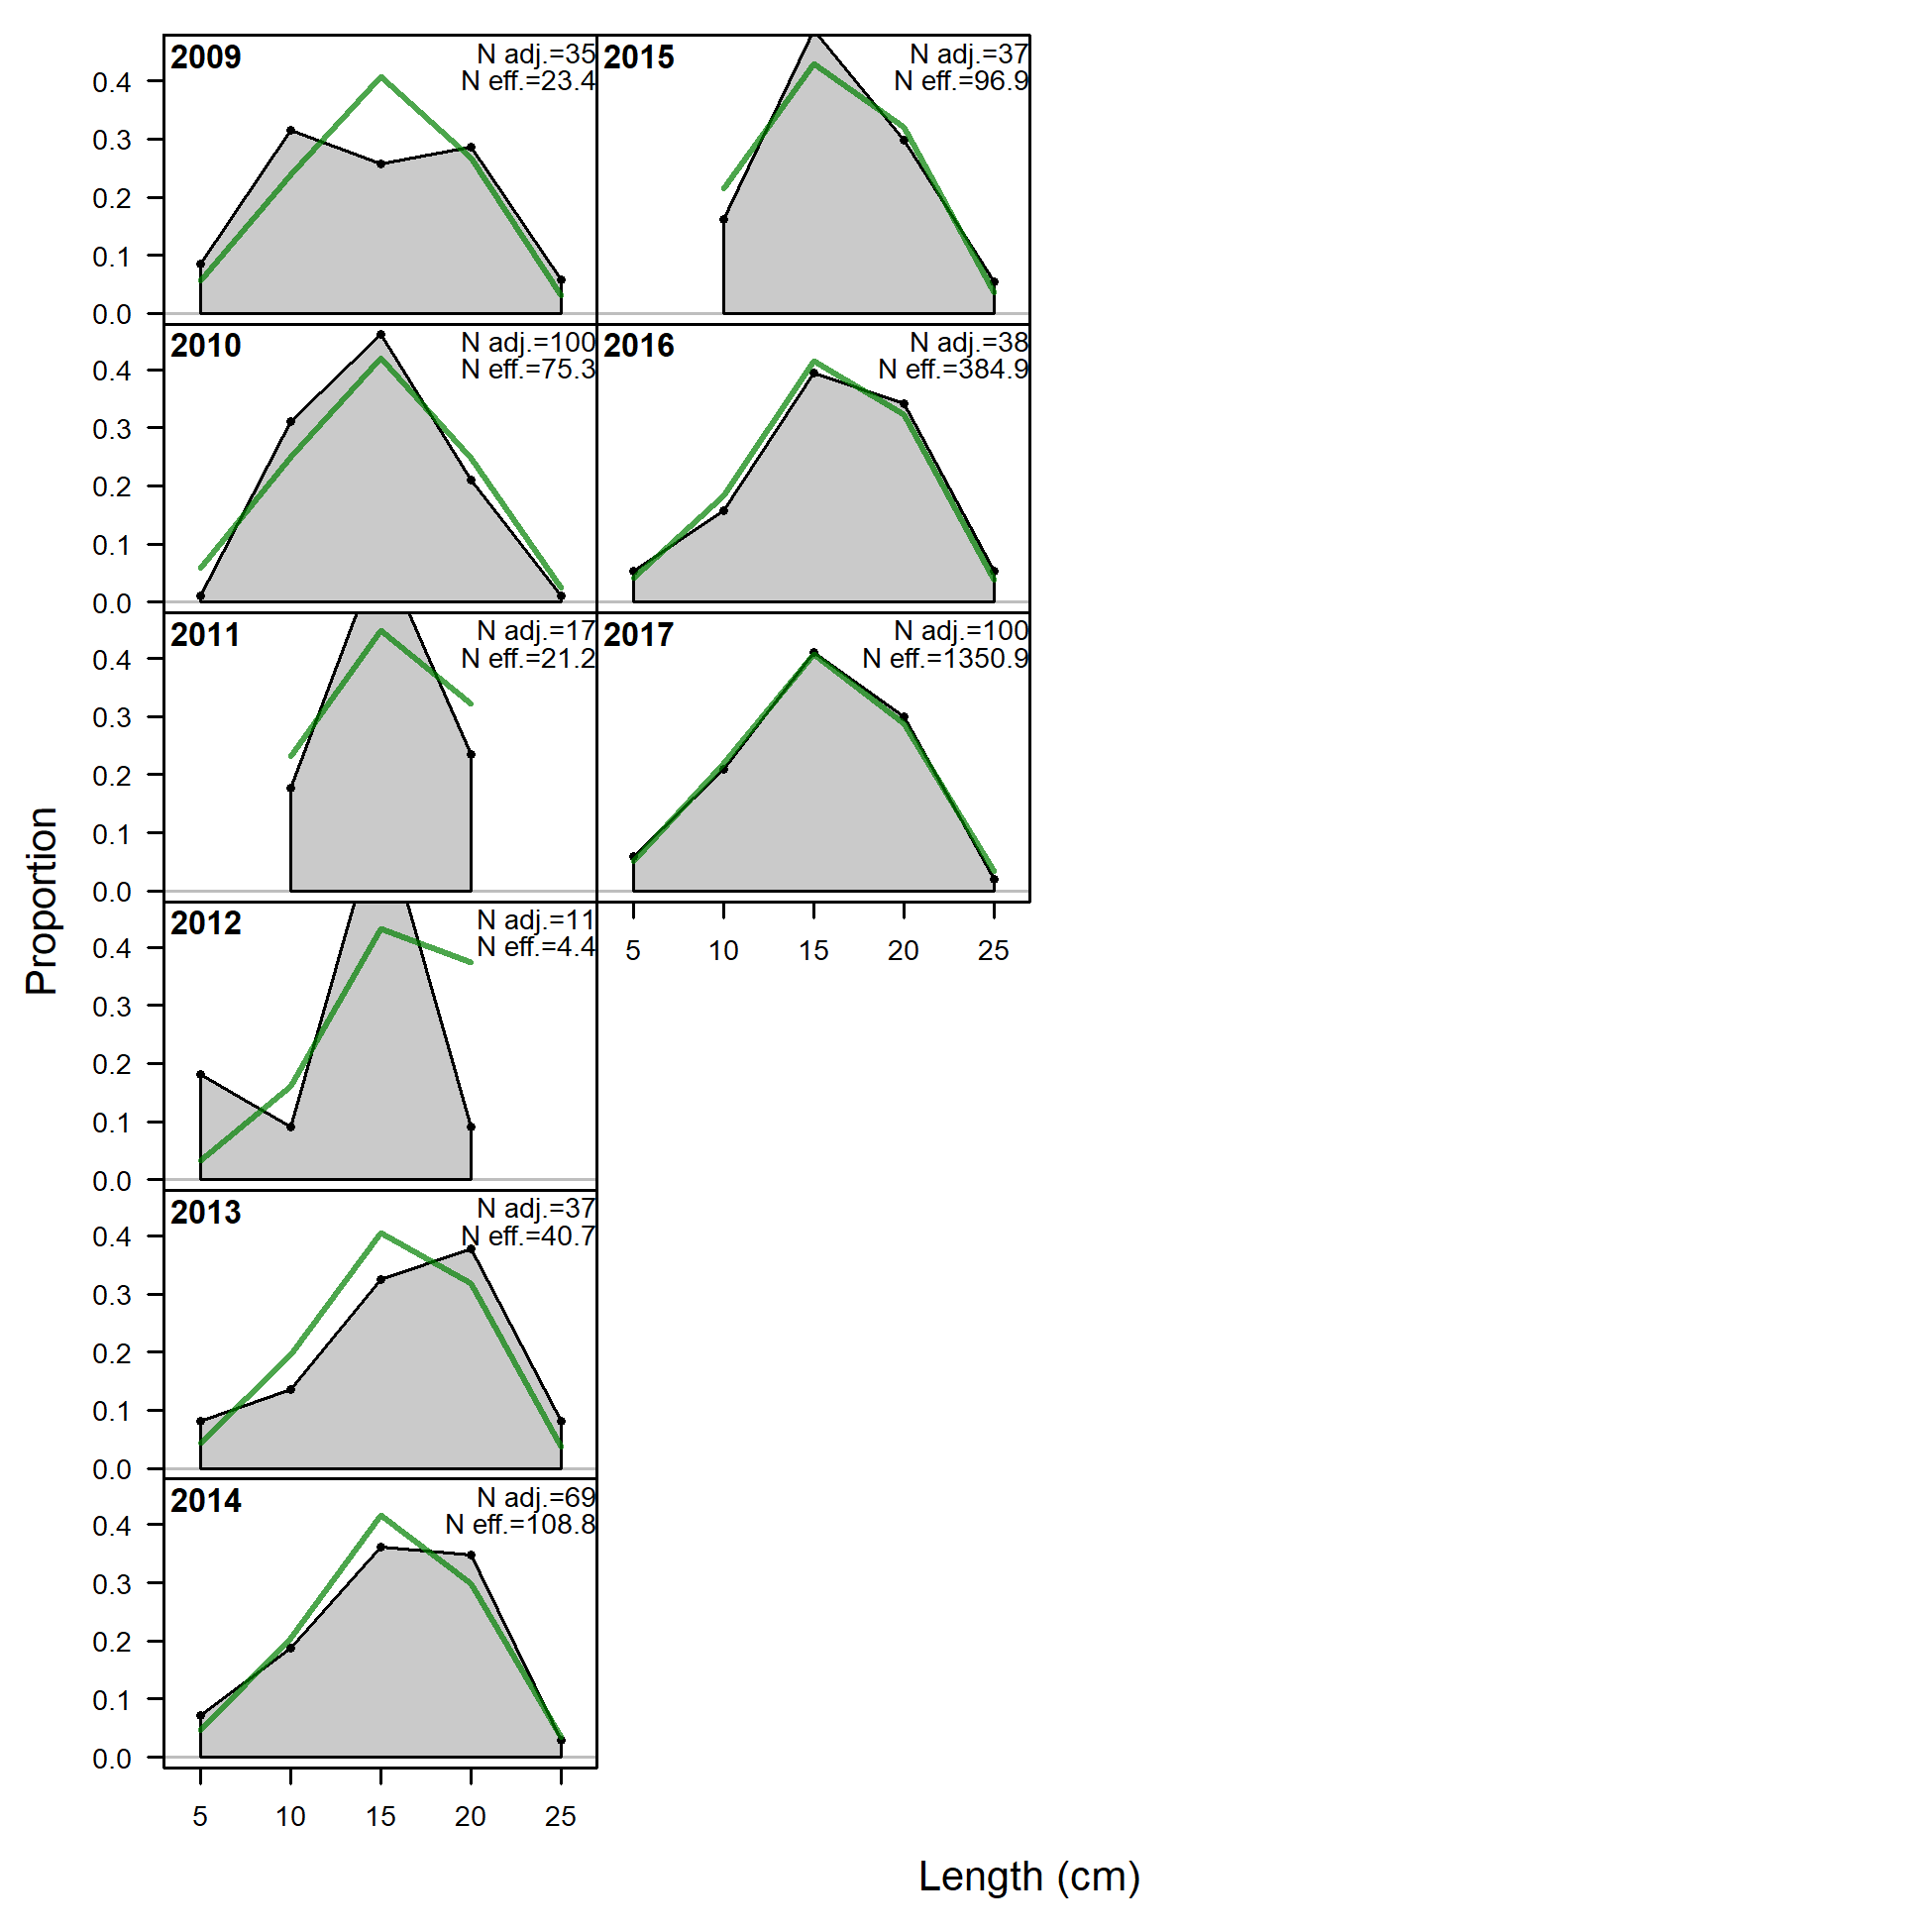 Proportion
2009
N adj.=35
N eff.=23.4
0.4
0.3
0.2
0.1
0.0
2010
N adj.=100
N eff.=75.3
0.4
0.3
0.2
0.1
0.0
2011
N adj.=17
N eff.=21.2
0.4
0.3
0.2
0.1
0.0
2012
N adj.=11
N eff.=4.4
0.4
0.3
0.2
0.1
0.0
2013
N adj.=37
N eff.=40.7
0.4
0.3
0.2
0.1
0.0
2014
N adj.=69
N eff.=108.8
0.4
0.3
0.2
0.1
0.0
5 10 15 20 25
2015
N adj.=37
N eff.=96.9
2016
N adj.=38
N eff.=384.9
2017
N adj.=100
N eff.=1350.9
5 10 15 20 25
Length (cm)